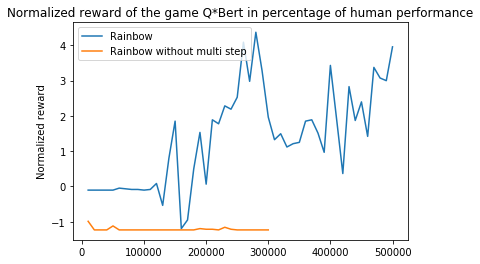 Normalized reward of the game Q*Bert in percentage of human performance
Rainbow
Rainbow without multi step
Normalized reward
4
3
2
1
0
−1
0 100000 200000 300000 400000 500000